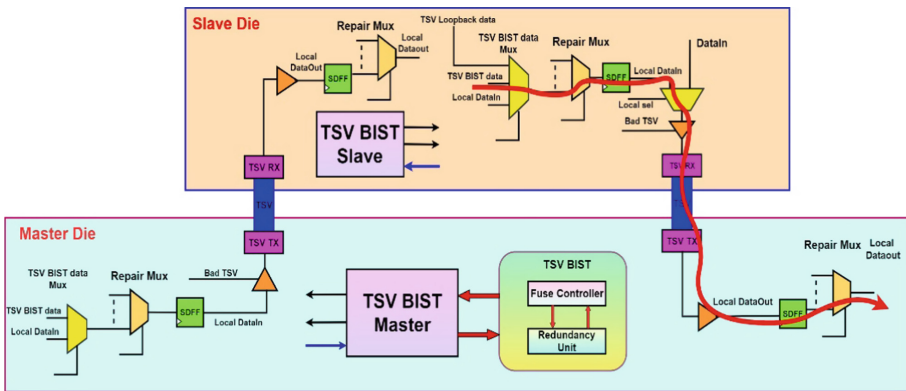 Slave Die
TSV Loopback data
Repair Mux
Local
Dataout
Local
DataOut
SDFF
TSV BIST data
Mux
Repair Mux
DataIn
TSV BIST data
Local DataIn
SDFF
Local DataIn
Local sel
Bad TSV
TSV BIST
Slave
TSV RX
TSV RX
TSV
TSV
Master Die
TSV TX
TSV TX
TSV BIST data
Mux
Repair Mux
Bad TSV
TSV BIST data
Local DataIn
SDFF
Local DataIn
TSV BIST
Master
TSV BIST
Fuse Controller
Redundancy
Unit
Repair Mux
Local
Dataout
Local DataOut
SDFF